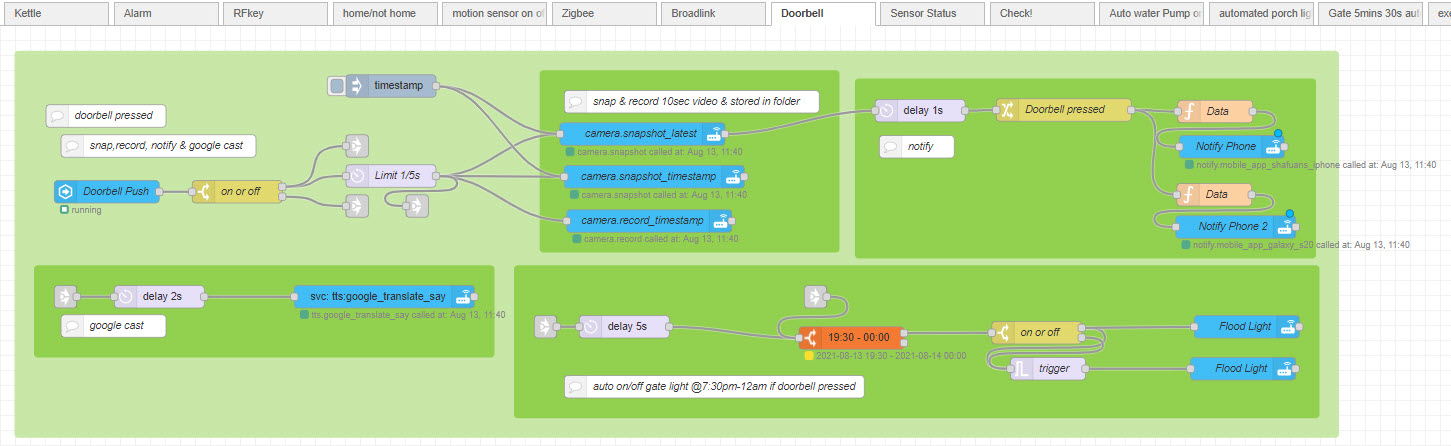 Kettle
Alarm
RFkey
home/not home
motion sensor on of
Zigbee
Broadlink
Doorbell
Sensor Status
Check!
Auto water Pump or
automated porch lig
Gate 5mins 30s aut
exe
timestamp
doorbell pressed
snap,record, notify & google cast
Doorbell Push
running
on or off
Limit 1/5s
snap & record 10sec video & stored in folder
camera.snapshot_latest
camera.snapshot called at: Aug 13, 11:40
camera.snapshot_timestamp
camera.snapshot called at: Aug 13, 11:40
camera.record_timestamp
camera.record called at: Aug 13, 11:40
delay 1s
Doorbell pressed
notify
Data
Notify Phone
notify.mobile_app_shafuans_iphone called at: Aug 13, 11:40
Data
Notify Phone 2
notify.mobile_app_galaxy_s20 called at: Aug 13, 11:40
delay 2s
svc: tts:google_translate_say
tts.google_translate_say called at: Aug 13, 11:40
google cast
delay 5s
19:30 - 00:00
2021-08-13 19:30 - 2021-08-14 00:00
on or off
Flood Light
trigger
Flood Light
auto on/off gate light @7:30pm-12am if doorbell pressed